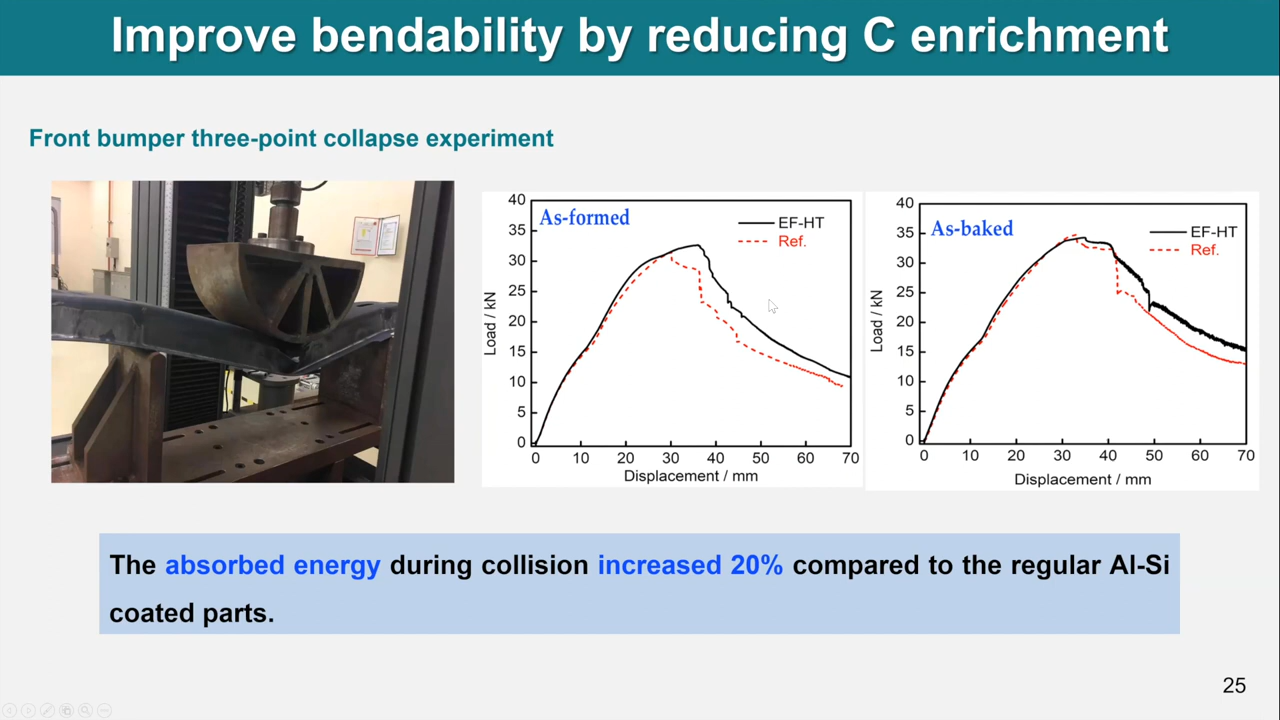 Improve bendability by reducing C enrichment
Front bumper three-point collapse experiment
As-formed
EF-HT
Ref.
Load / kN
40
35
30
25
20
15
10
5
0
0 10 20 30 40 50 60 70
Displacement / mm
As-baked
EF-HT
Ref.
Load / kN
40
35
30
25
20
15
10
5
0
0 10 20 30 40 50 60 70
Displacement / mm
The absorbed energy during collision increased 20% compared to the regular Al-Si
coated parts.
25